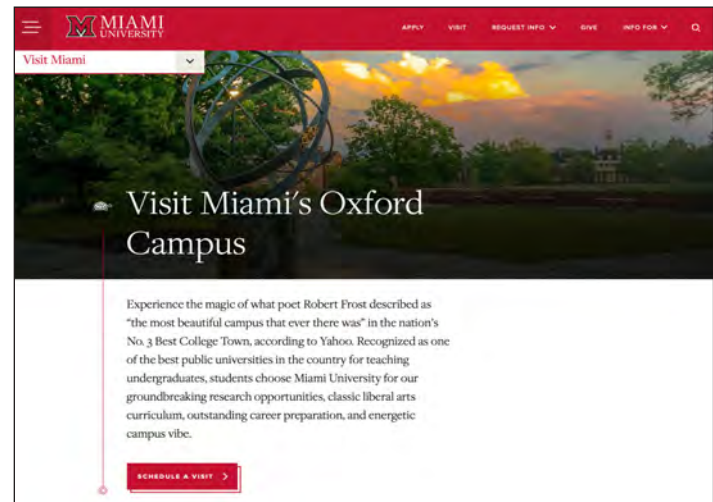 MIAMI
UNIVERSITY
APPLY VISIT REQUEST INFO GIVE INFO FOR
Visit Miami
Visit Miami's Oxford
Campus
Experience the magic of what poet Robert Frost described as
“the most beautiful campus that ever there was” in the nation's
No. 3 Best College Town, according to Yahoo. Recognized as one
of the best public universities in the country for teaching
undergraduates, students choose Miami University for our
groundbreaking research opportunities, classic liberal arts
curriculum, outstanding career preparation, and energetic
campus vibe.
SCHEDULE A VISIT